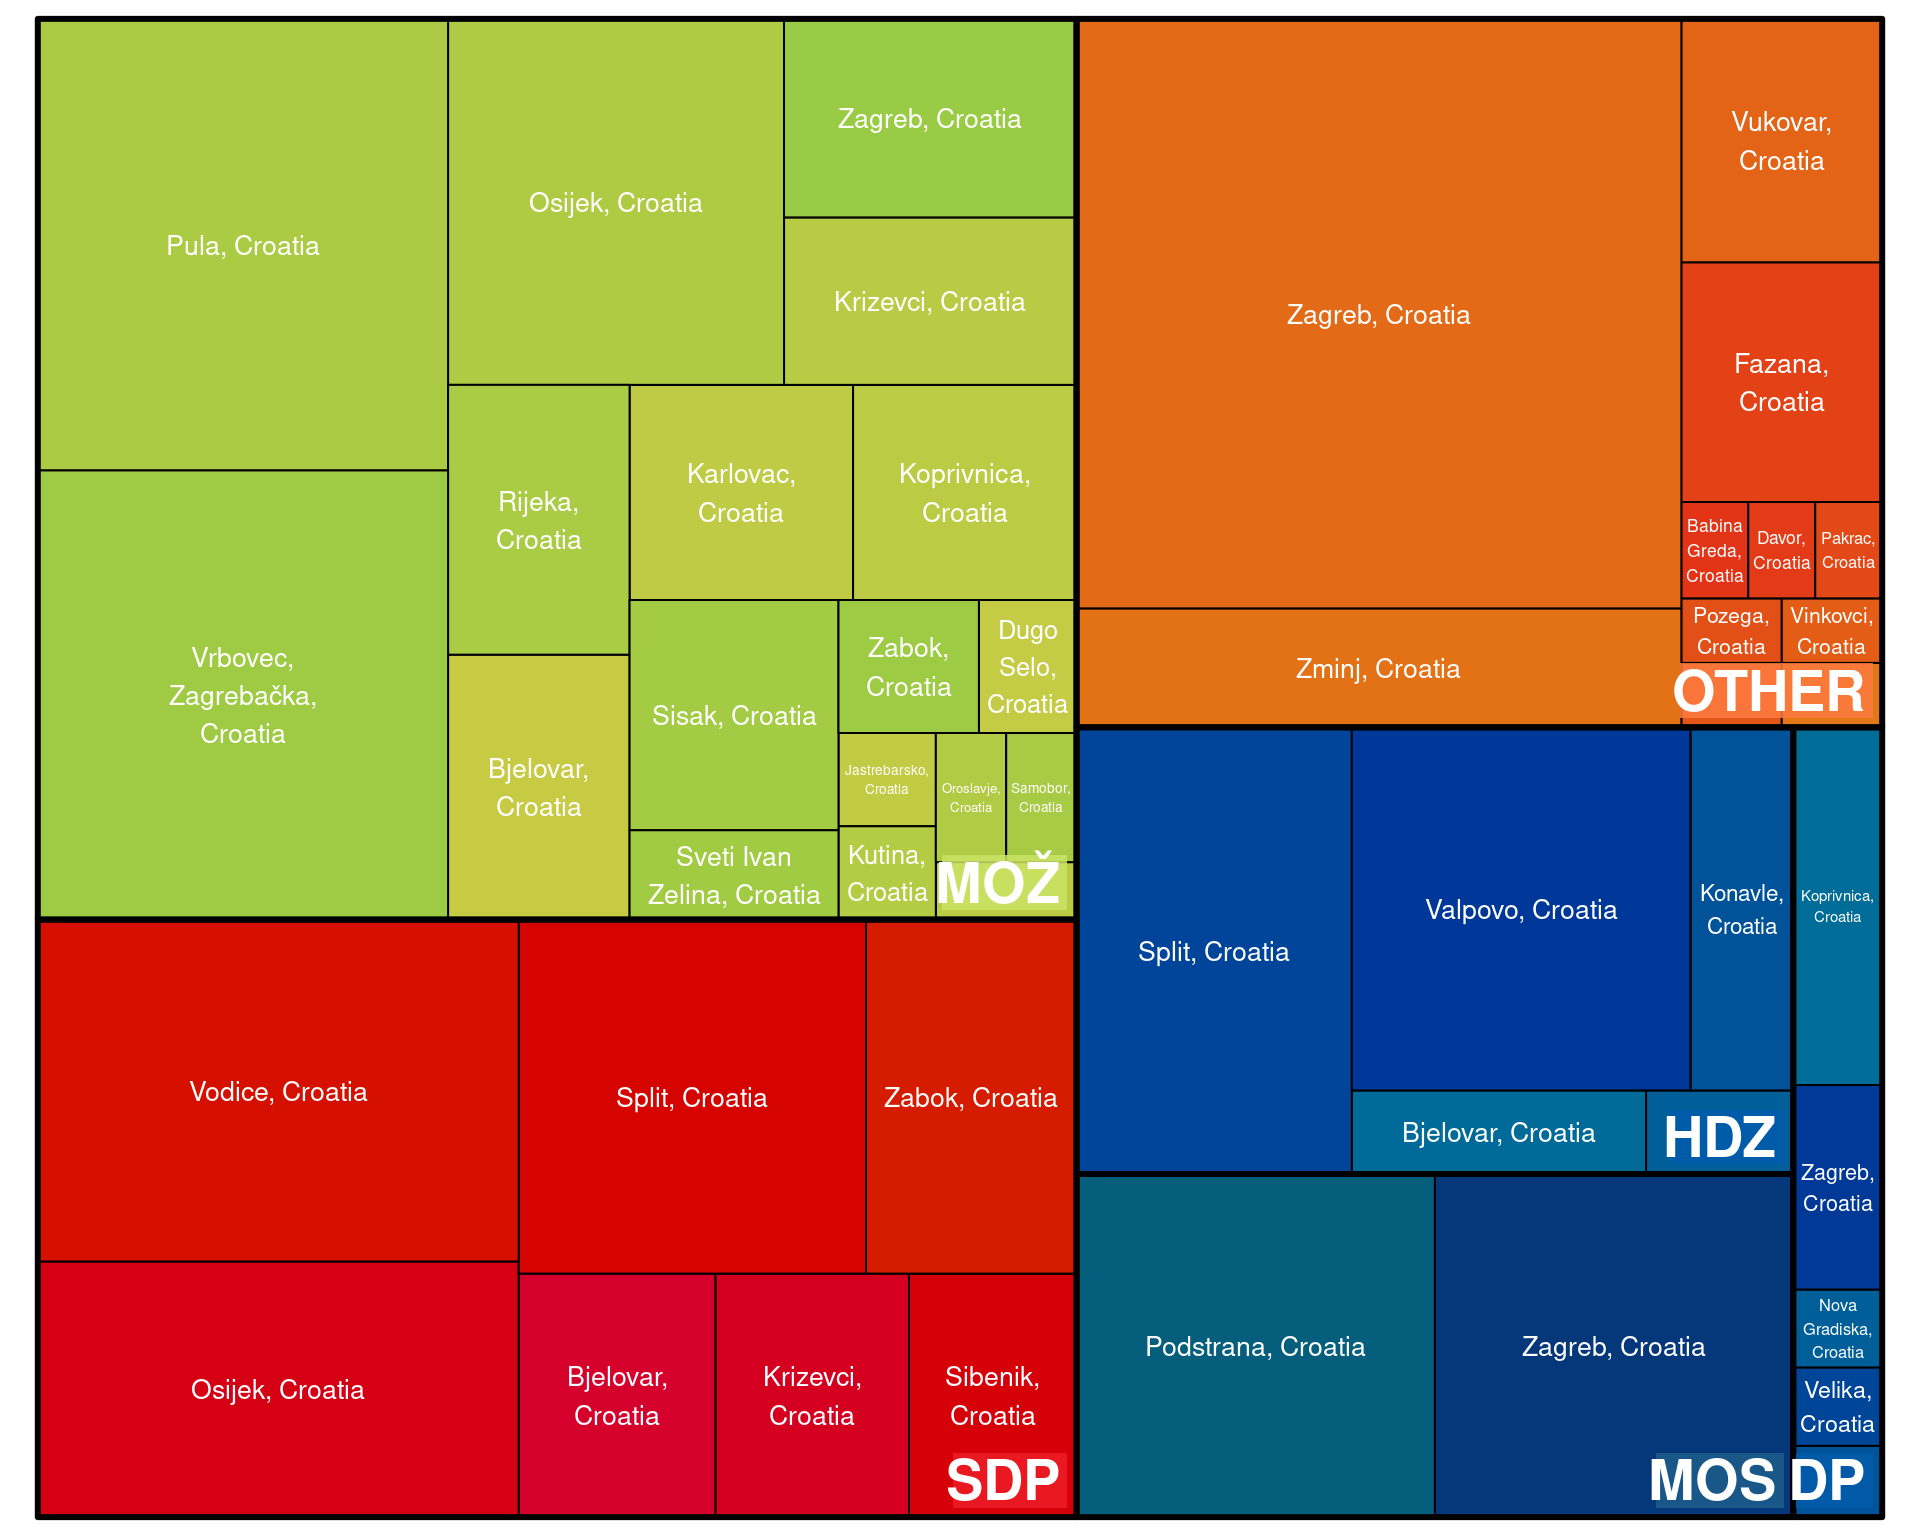 Pula, Croatia
Osijek, Croatia
Zagreb, Croatia
Krizevci, Croatia
Vrbovec,
Zagrebačka,
Croatia
Rijeka,
Croatia
Karlovac,
Croatia
Koprivnica,
Croatia
Bjelovar,
Croatia
Sisak, Croatia
Zabok,
Croatia
Dugo
Selo,
Croatia
Jastrebarsko,
Croatia
Oroslavje,
Croatia
Samobor,
Croatia
Sveti Ivan
Zelina, Croatia
Kutina,
Croatia
MOŽ
Zagreb, Croatia
Vukovar,
Croatia
Fazana,
Croatia
Babina
Greda,
Croatia
Davor,
Croatia
Pakrac,
Croatia
Pozega,
Croatia
Vinkovci,
Croatia
Zminj, Croatia
OTHER
Vodice, Croatia
Split, Croatia
Zabok, Croatia
Osijek, Croatia
Bjelovar,
Croatia
Krizevci,
Croatia
Sibenik,
Croatia
SDP
Split, Croatia
Valpovo, Croatia
Konavle,
Croatia
Bjelovar, Croatia
HDZ
Podstrana, Croatia
Zagreb, Croatia
MOS
Koprivnica,
Croatia
Zagreb,
Croatia
Nova
Gradiska,
Croatia
Velika,
Croatia
DP